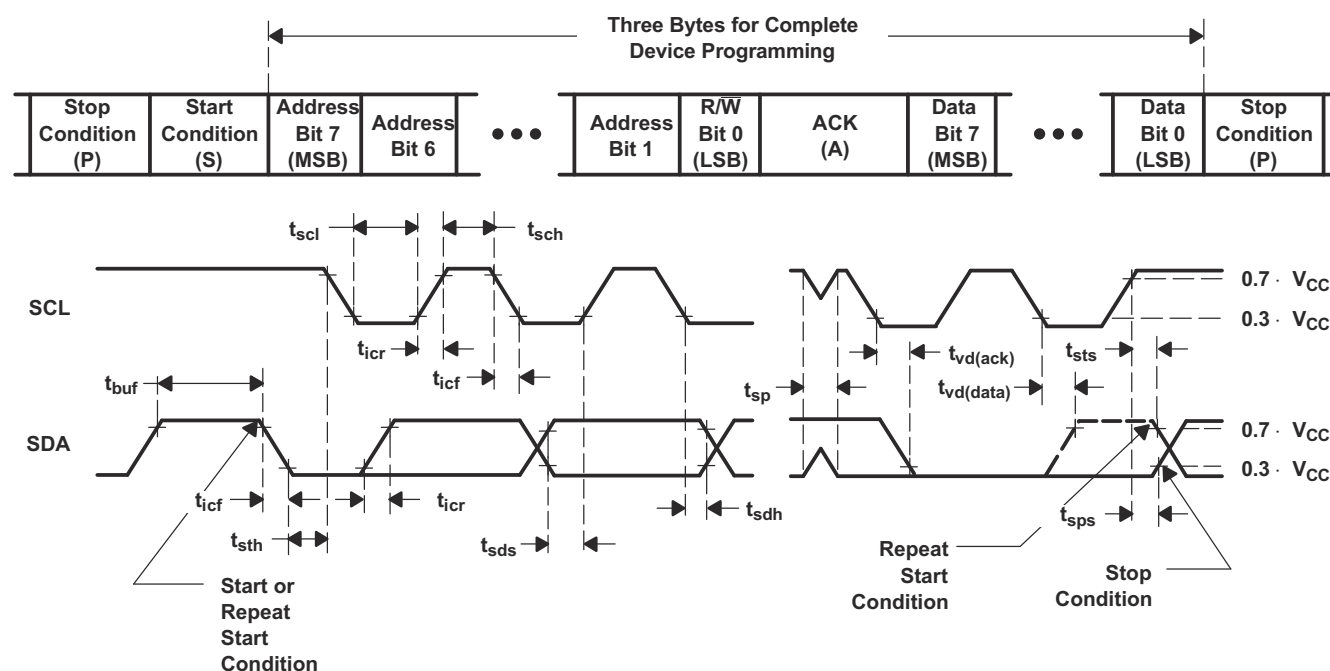 Three Bytes for Complete
Device Programming
Stop
Condition
(P)
Start
Condition
(S)
Address
Bit 7
(MSB)
Address
Bit 6
•••
Address
Bit 1
R/W̅
Bit 0
(LSB)
ACK
(A)
Data
Bit 7
(MSB)
•••
Data
Bit 0
(LSB)
Stop
Condition
(P)
tscl
tsch
SCL
0.7 · VCC
0.3 · VCC
ticr
ticf
tbuf
tsp
tvd(ack)
tvd(data)
tsts
SDA
0.7 · VCC
0.3 · VCC
ticf
ticr
tsth
tsds
tsdh
tsps
Start or
Repeat
Start
Condition
Repeat
Start
Condition
Stop
Condition